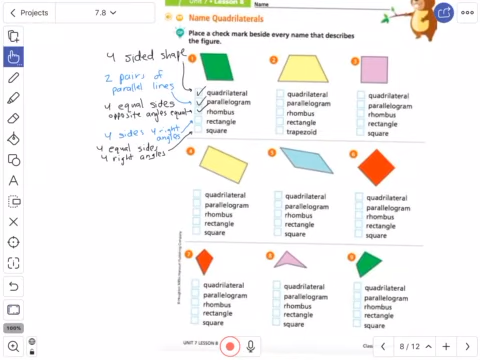 Projects
7.8
Unit 7 • Lesson 8
Name
Name Quadrilaterals
Place a check mark beside every name that describes
the figure.
4 sided shape
2 pairs of
parallel lines
4 equal sides
opposite angles equal
4 sides 4 right
angles
4 equal sides
4 right angles
1
quadrilateral
parallelogram
rhombus
rectangle
square
2
quadrilateral
parallelogram
rhombus
rectangle
trapezoid
3
quadrilateral
parallelogram
rhombus
rectangle
square
4
quadrilateral
parallelogram
rhombus
rectangle
square
5
quadrilateral
parallelogram
rhombus
rectangle
square
6
quadrilateral
parallelogram
rhombus
rectangle
square
7
quadrilateral
parallelogram
rhombus
rectangle
square
8
quadrilateral
parallelogram
rhombus
rectangle
square
9
quadrilateral
parallelogram
rhombus
rectangle
square
100%
UNIT 7 LESSON 8
Clas
8 / 12